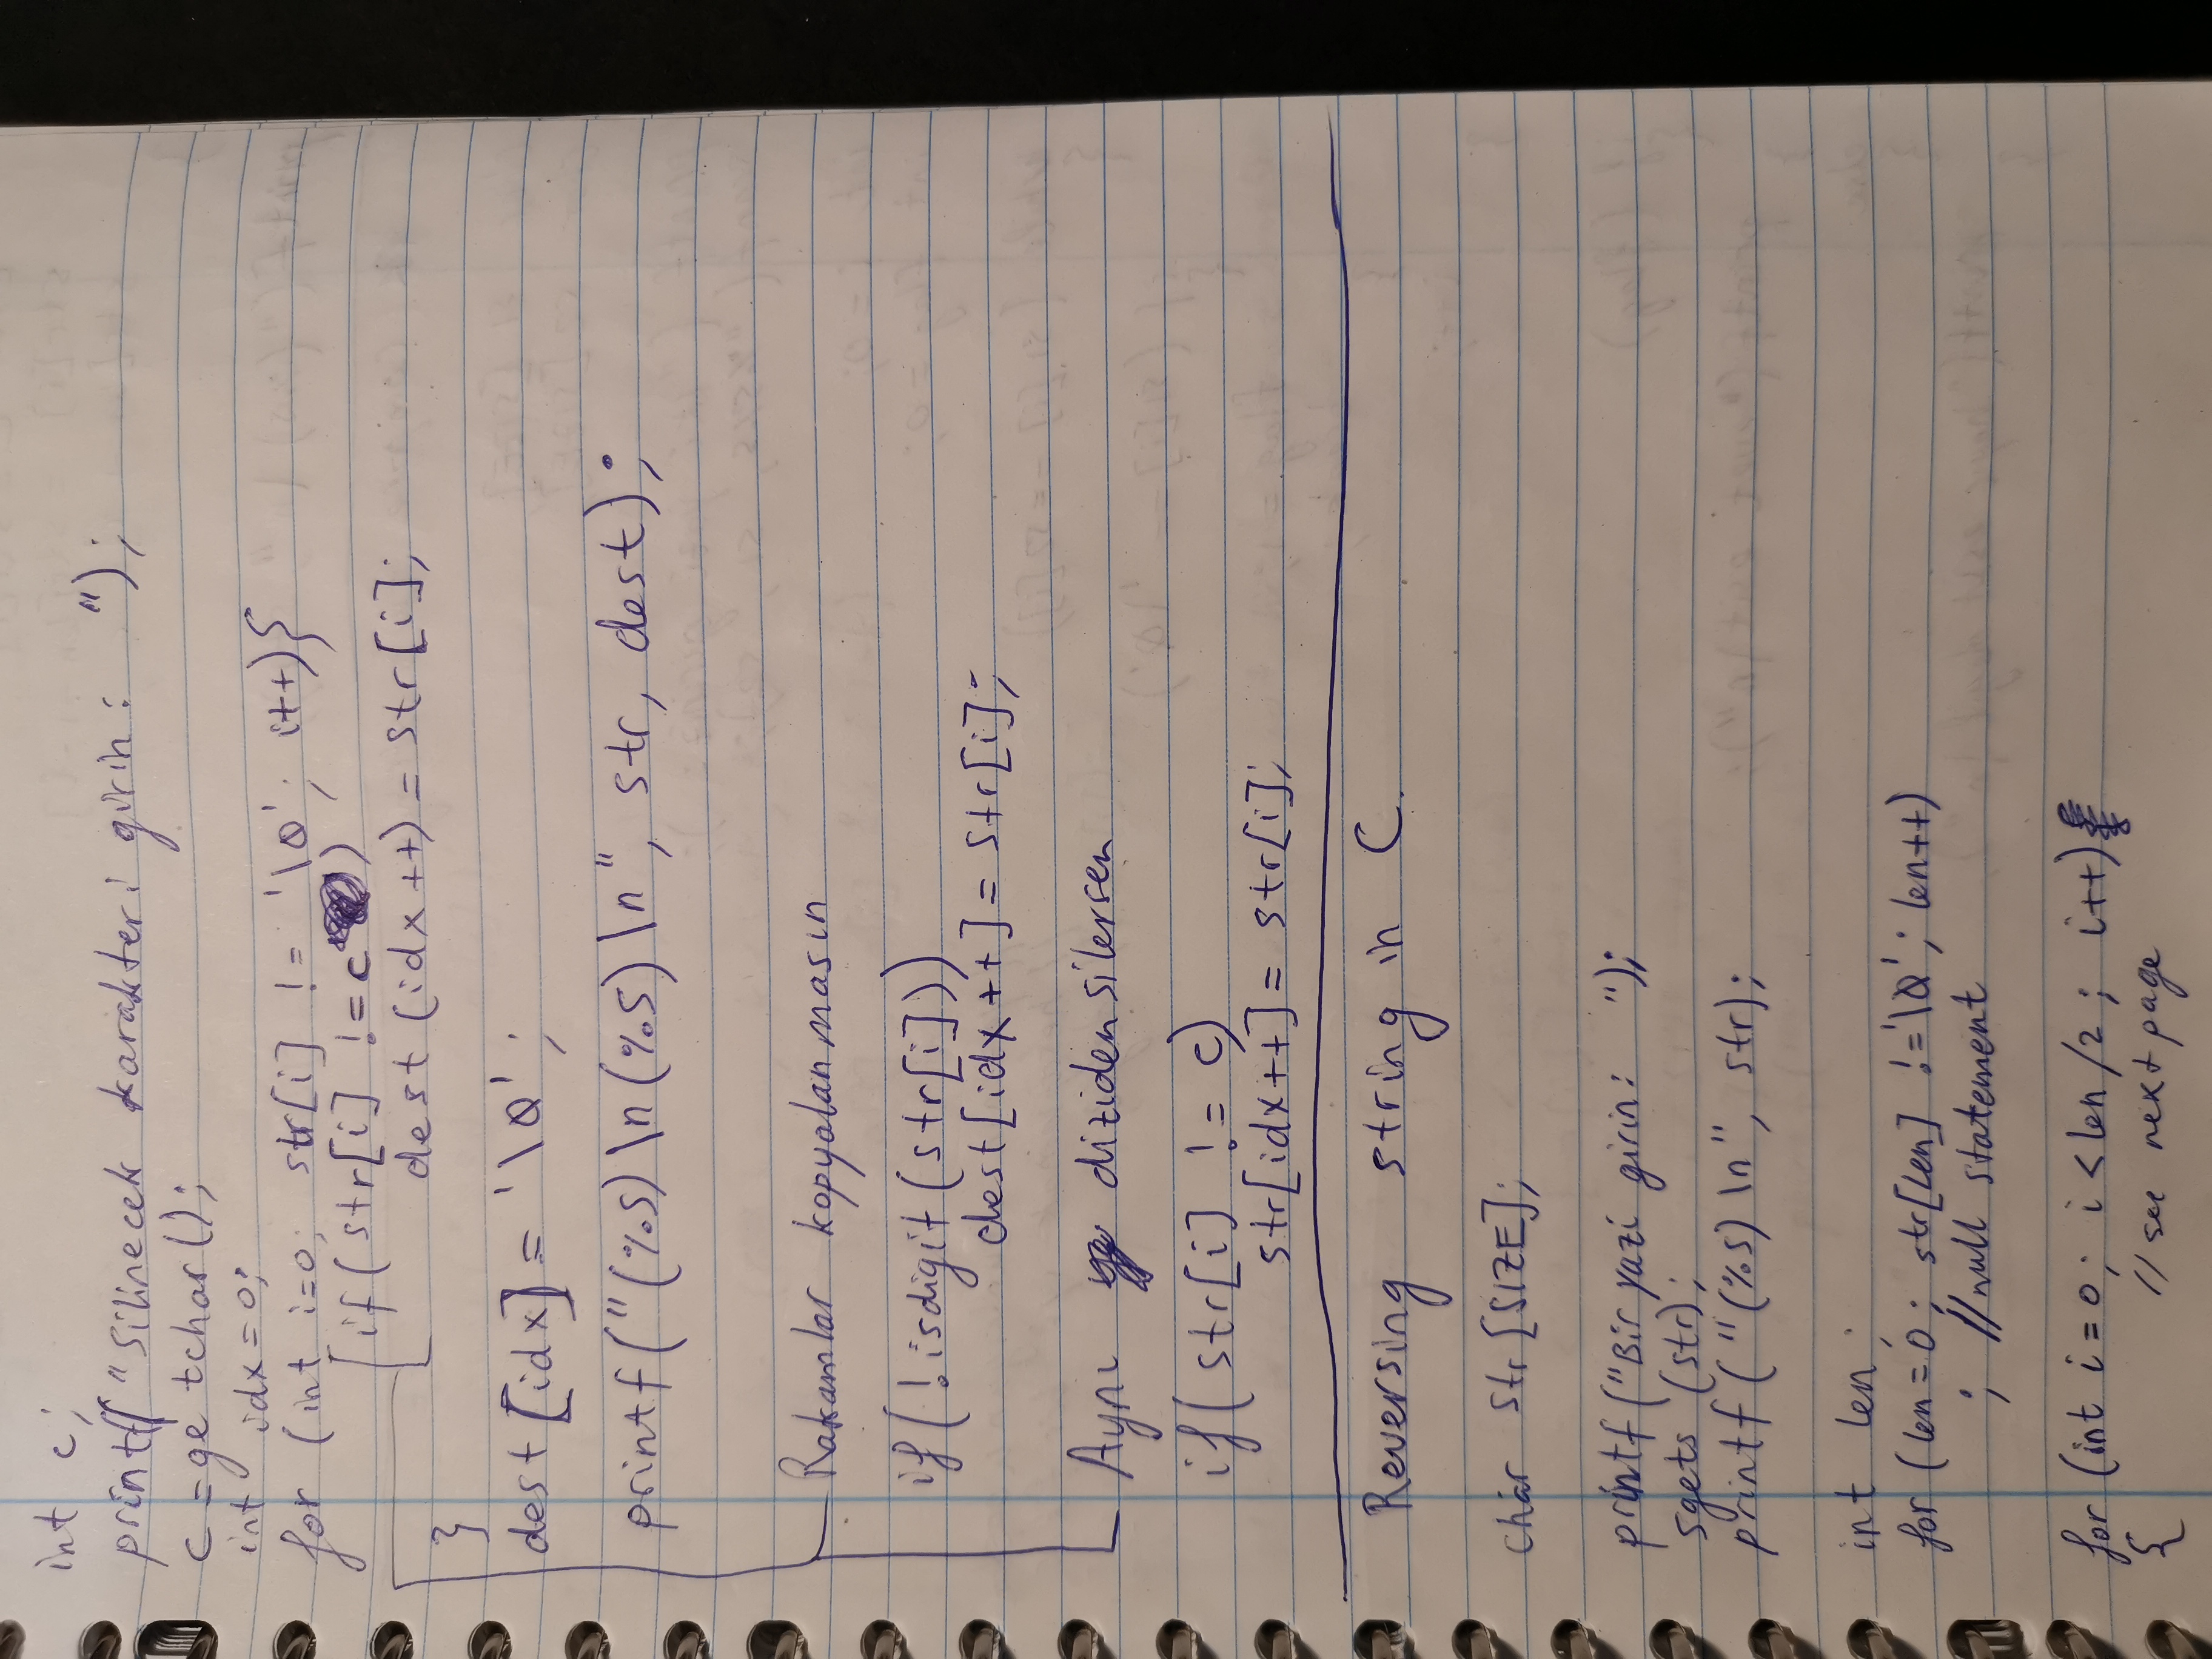 int c;
printf("Silinecek karakteri girin: ");
c = getchar();
int idx=0;
for (int i=0; str[i] != '\0'; i++)}
if(str[i] != c )
dest (idx++) = str[i];
}
dest[idx] = '\0';
printf("(%s)\n(%s)\n", str, dest);
Rakamlar kopyalanmasın
if(!isdigit(str[i]))
dest[idx++] = str[i];
Aynı diziden silersen
if(str[i] != c)
str[idx++] = str[i];
Reversing string in C.
char str[SIZE];
printf("Bir yazi girin: ");
sgets (str);
printf("(%s)\n", str);
int len;
for (len=0; str[len] != '\0'; len++)
; //null statement
for (int i=0; i<len/2; i++)
{ //see next page